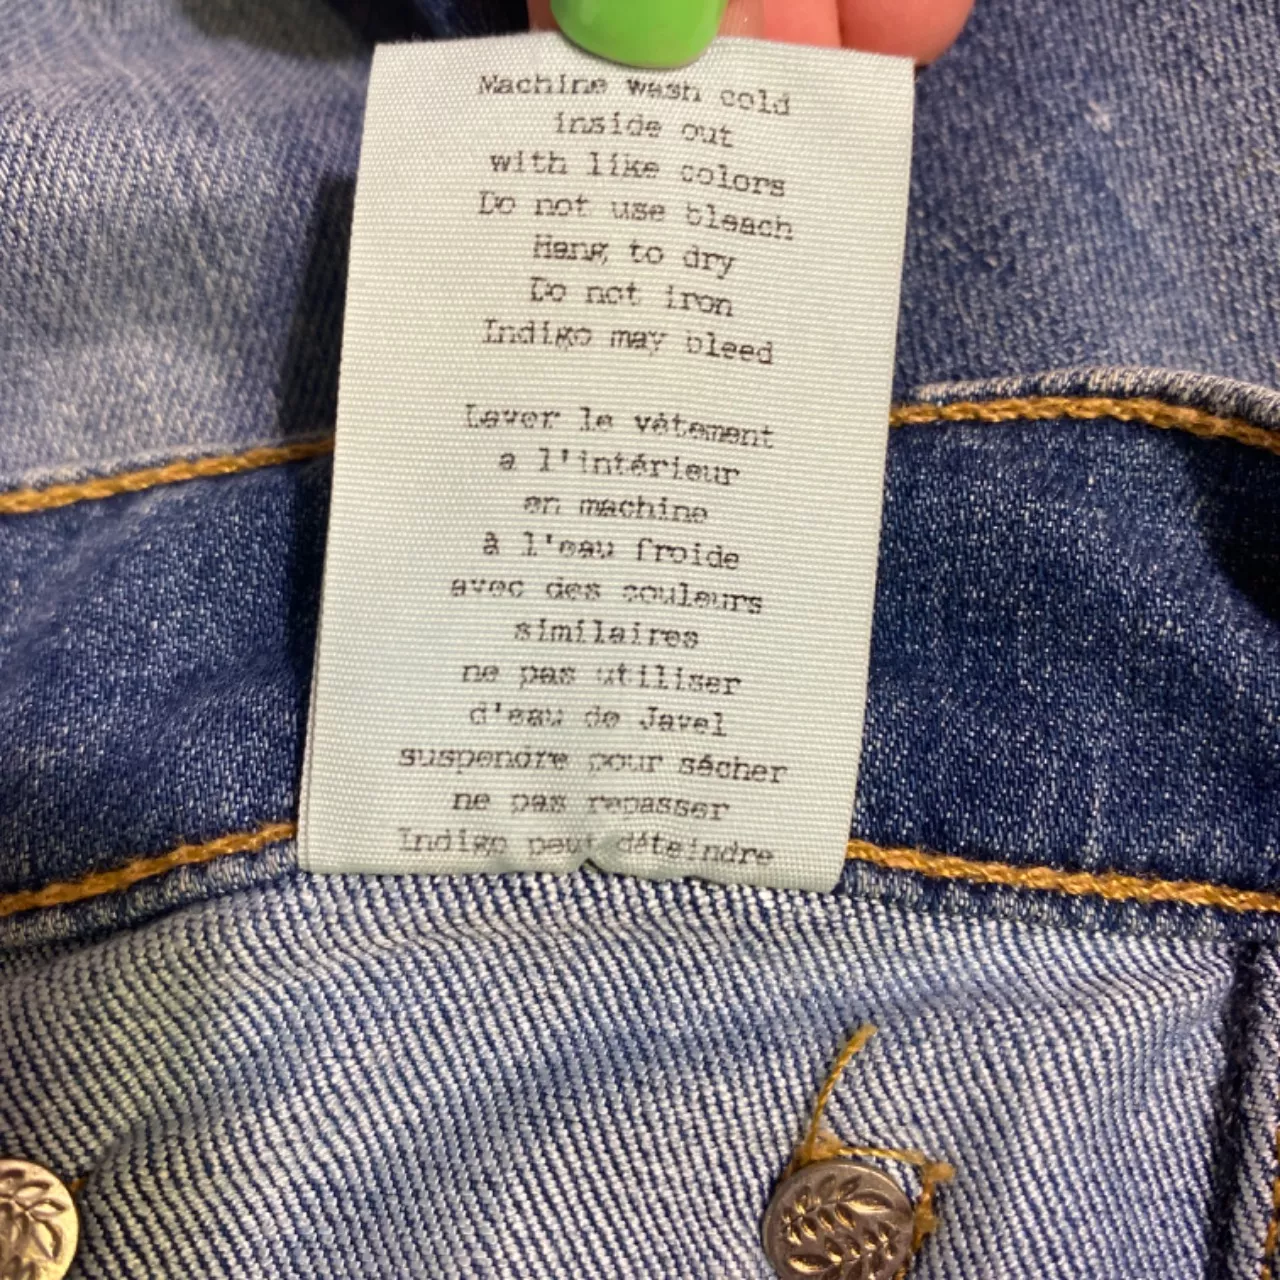 Machine wash cold
inside out
with like colors
Do not use bleach
Hang to dry
Do not iron
Indigo may bleed
Laver le vêtement
a l'intérieur
en machine
à l'eau froide
avec des couleurs
similaires
ne pas utiliser
d'eau de Javel
suspendre pour sécher
ne pas repasser
Indigo peut déteindre